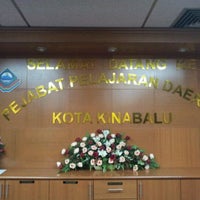 SELAMAT DATANG KE
PEJABAT PELAJARAN DAERAH
KOTA KINABALU